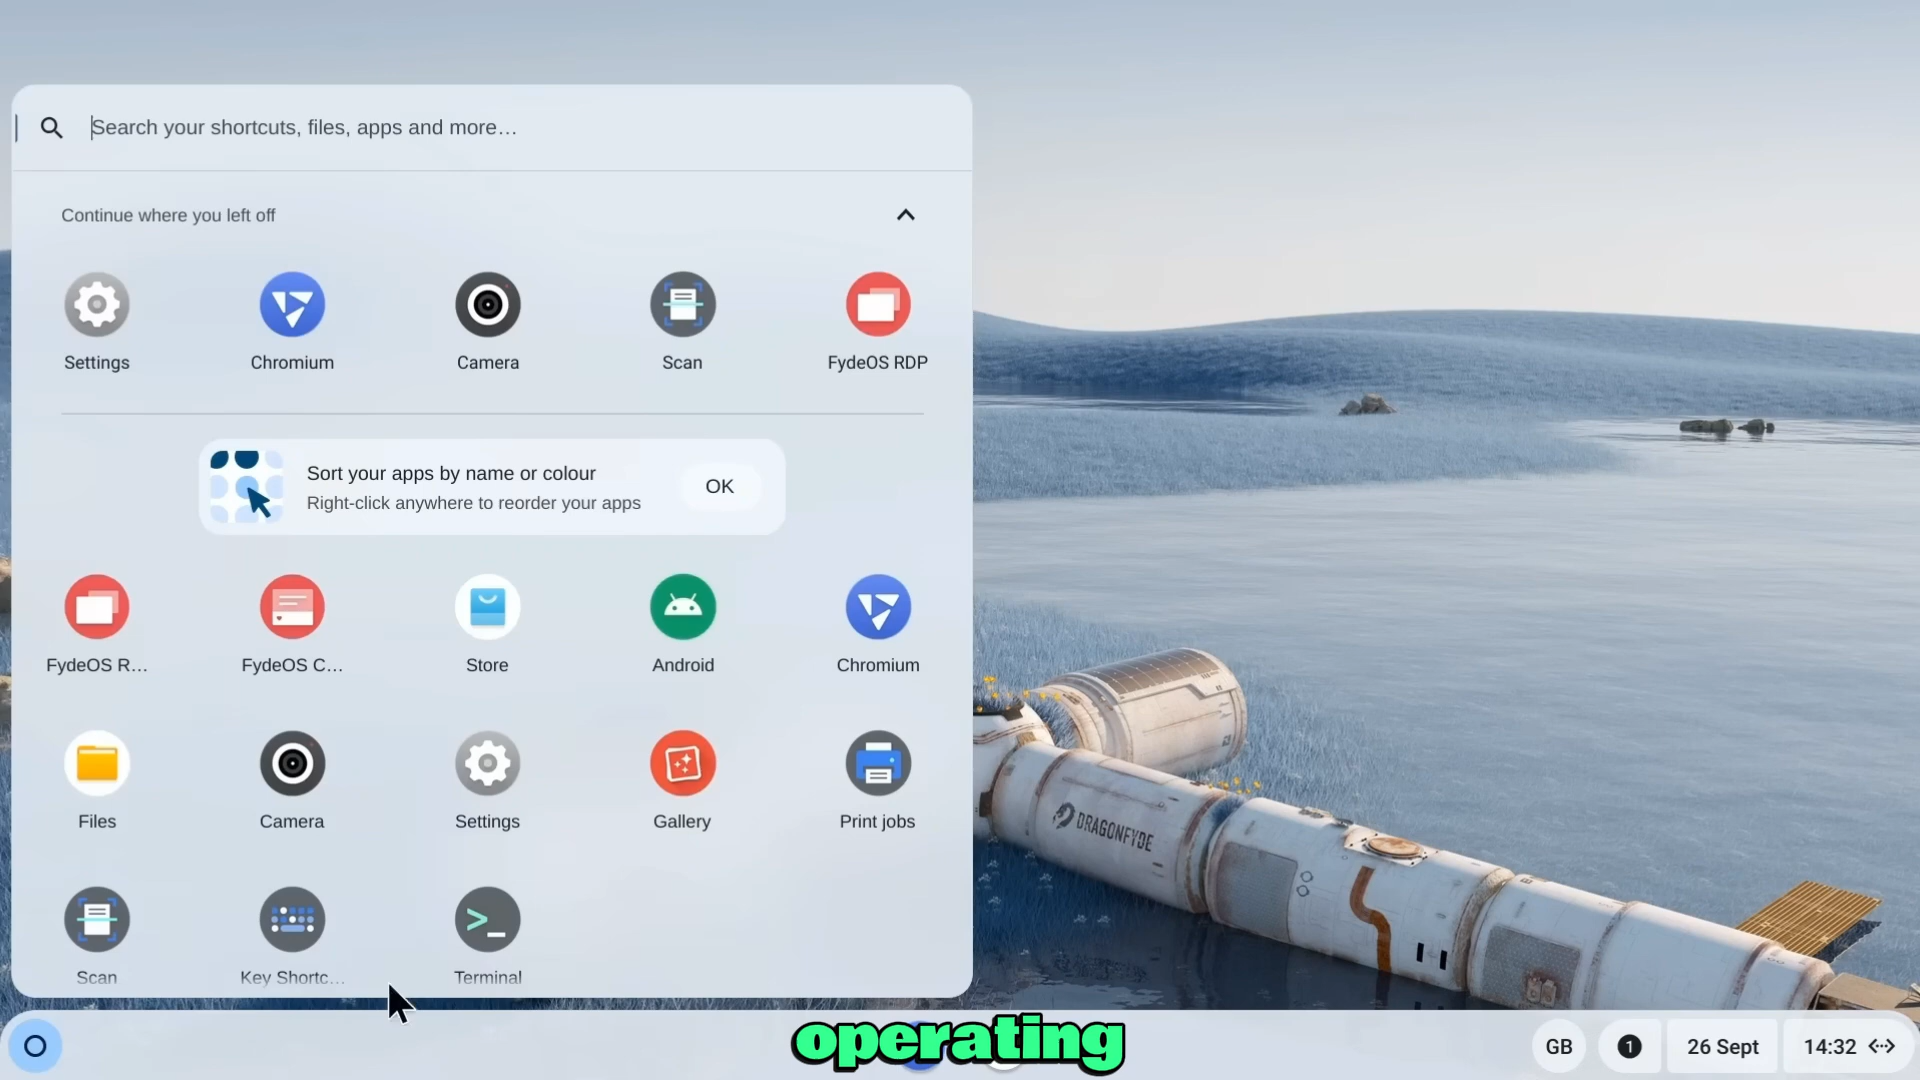 Search your shortcuts, files, apps and more…
Continue where you left off
Settings
Chromium
Camera
Scan
FydeOS RDP
Sort your apps by name or colour
Right-click anywhere to reorder your apps
OK
FydeOS R…
FydeOS C…
Store
Android
Chromium
Files
Camera
Settings
Gallery
Print jobs
Scan
Key Shortc…
Terminal
DRAGONFYDE
operating
GB
1
26 Sept
14:32